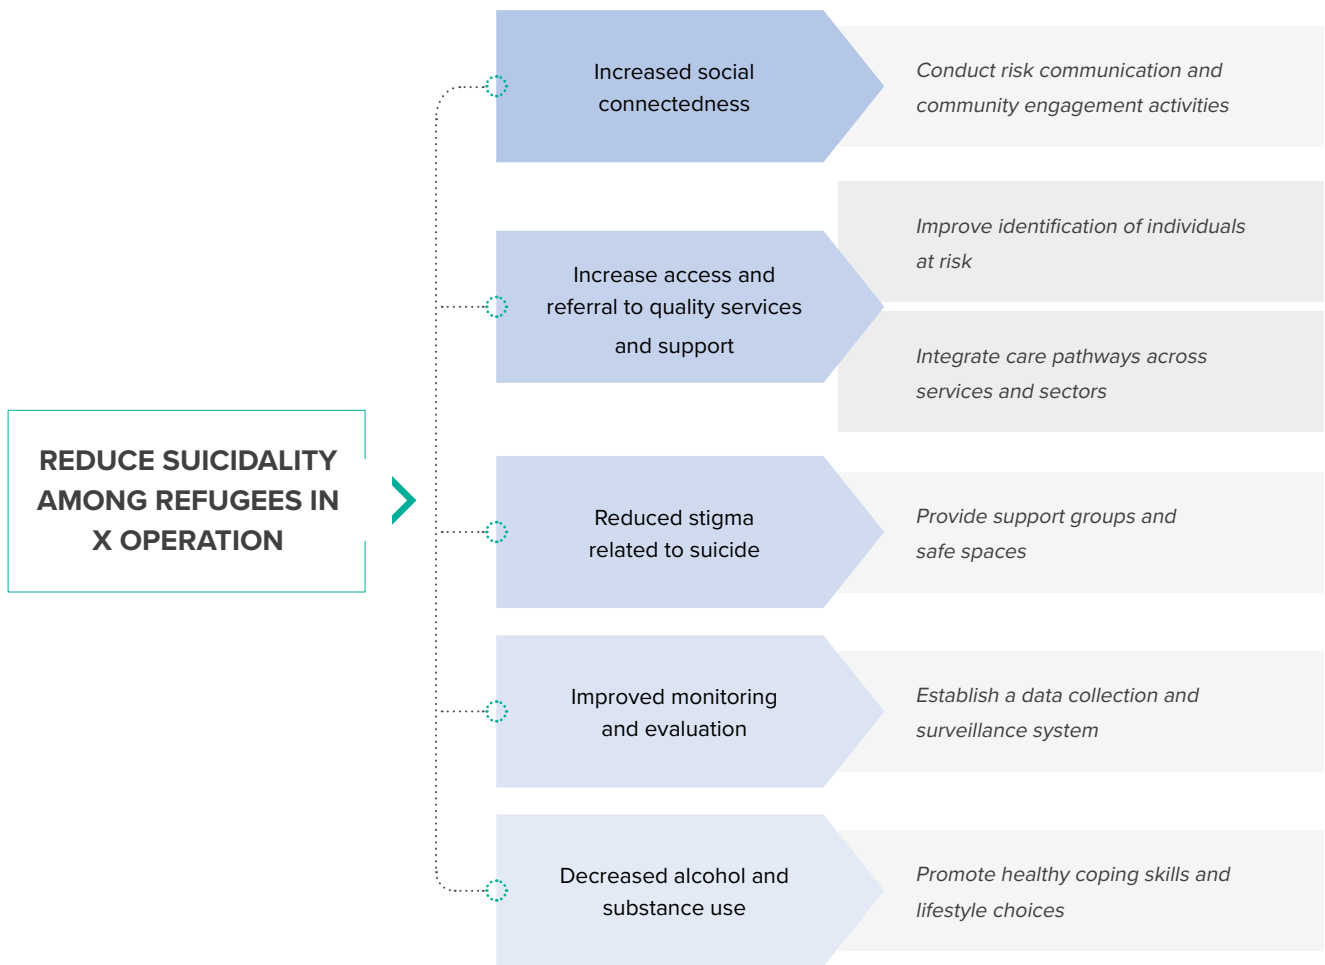 REDUCE SUICIDALITY
AMONG REFUGEES IN
X OPERATION
Increased social
connectedness
Conduct risk communication and
community engagement activities
Increase access and
referral to quality services
and support
Improve identification of individuals
at risk
Integrate care pathways across
services and sectors
Reduced stigma
related to suicide
Provide support groups and
safe spaces
Improved monitoring
and evaluation
Establish a data collection and
surveillance system
Decreased alcohol and
substance use
Promote healthy coping skills and
lifestyle choices